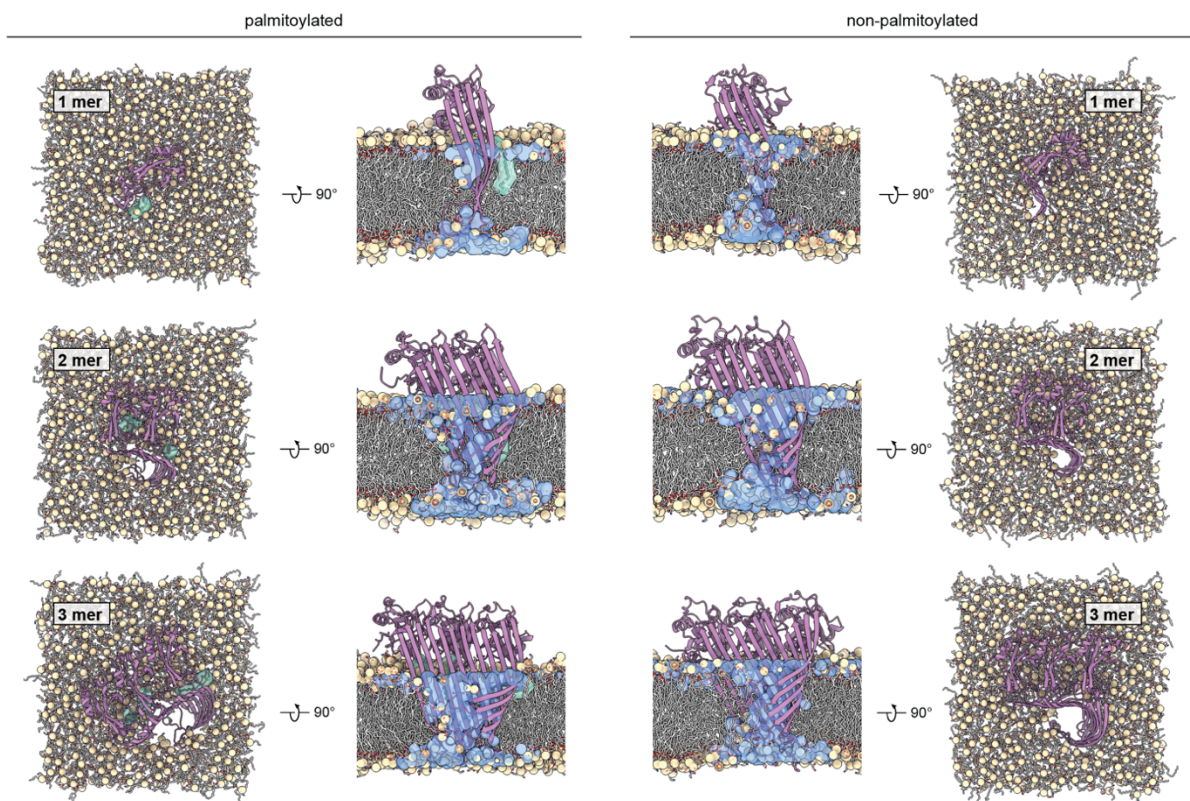 palmitoylated non-palmitoylated
1 mer 90° 90° 1 mer
2 mer 90° 90° 2 mer
3 mer 90° 90° 3 mer